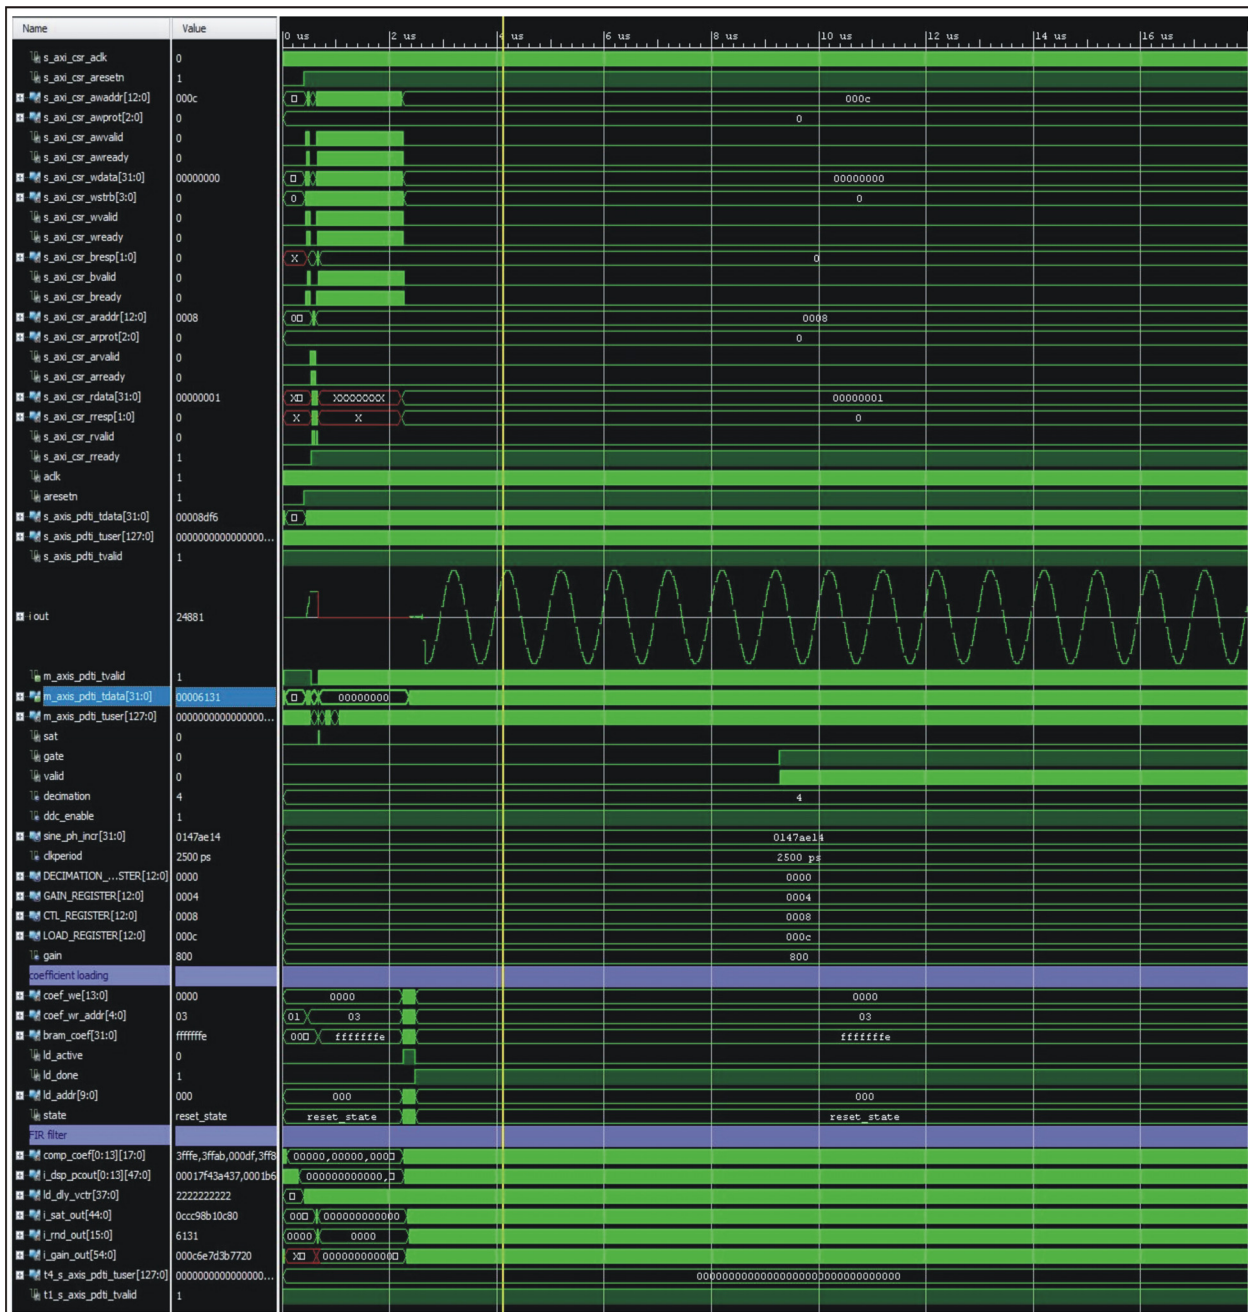 Name Value 0 us 2 us 4 us 6 us 8 us 10 us 12 us 14 us 16 us
s_axi_csr_aclk 0
s_axi_csr_aresetn 1
s_axi_csr_awaddr[12:0] 000c 000c
s_axi_csr_awprot[2:0] 0 0
s_axi_csr_awvalid 0
s_axi_csr_awready 0
s_axi_csr_wdata[31:0] 00000000 00000000
s_axi_csr_wstrb[3:0] 0 0 0
s_axi_csr_wvalid 0
s_axi_csr_wready 0
s_axi_csr_bresp[1:0] 0 X 0
s_axi_csr_bvalid 0
s_axi_csr_bready 0
s_axi_csr_araddr[12:0] 0008 0 0008
s_axi_csr_arprot[2:0] 0 0
s_axi_csr_arvalid 0
s_axi_csr_arready 0
s_axi_csr_rdata[31:0] 00000001 X XXXXXXXX 00000001
s_axi_csr_rresp[1:0] 0 X X 0
s_axi_csr_rvalid 0
s_axi_csr_rready 1
aclk 1
aresetn 1
s_axis_pdti_tdata[31:0] 00008df6
s_axis_pdti_tuser[127:0] 0000000000000000...
s_axis_pdti_tvalid 1
i out 24881
m_axis_pdti_tvalid 1
m_axis_pdti_tdata[31:0] 00006131 00000000
m_axis_pdti_tuser[127:0] 0000000000000000...
sat 0
gate 0
valid 0
decimation 4 4
ddc_enable 1
sine_ph_incr[31:0] 0147ae14 0147ae14
clkperiod 2500 ps 2500 ps
DECIMATION_...STER[12:0] 0000 0000
GAIN_REGISTER[12:0] 0004 0004
CTL_REGISTER[12:0] 0008 0008
LOAD_REGISTER[12:0] 000c 000c
gain 800 800
coefficient loading
coef_we[13:0] 0000 0000 0000
coef_wr_addr[4:0] 03 01 03 03
bram_coef[31:0] fffffffe 00 fffffffe fffffffe
ld_active 0
ld_done 1
ld_addr[9:0] 000 000 000
state reset_state reset_state reset_state
FIR filter
comp_coef[0:13][17:0] 3fffe,3ffab,000df,3ff8 00000,00000,000
i_dsp_pcout[0:13][47:0] 00017f43a437,0001b6 000000000000,
ld_dly_vctr[37:0] 2222222222
i_sat_out[44:0] 0ccc98b10c80 00 000000000000
i_rnd_out[15:0] 6131 0000 0000
i_gain_out[54:0] 000c6e7d3b7720 X 00000000000
t4_s_axis_pdti_tuser[127:0] 0000000000000000... 00000000000000000000000000000000
t1_s_axis_pdti_tvalid 1